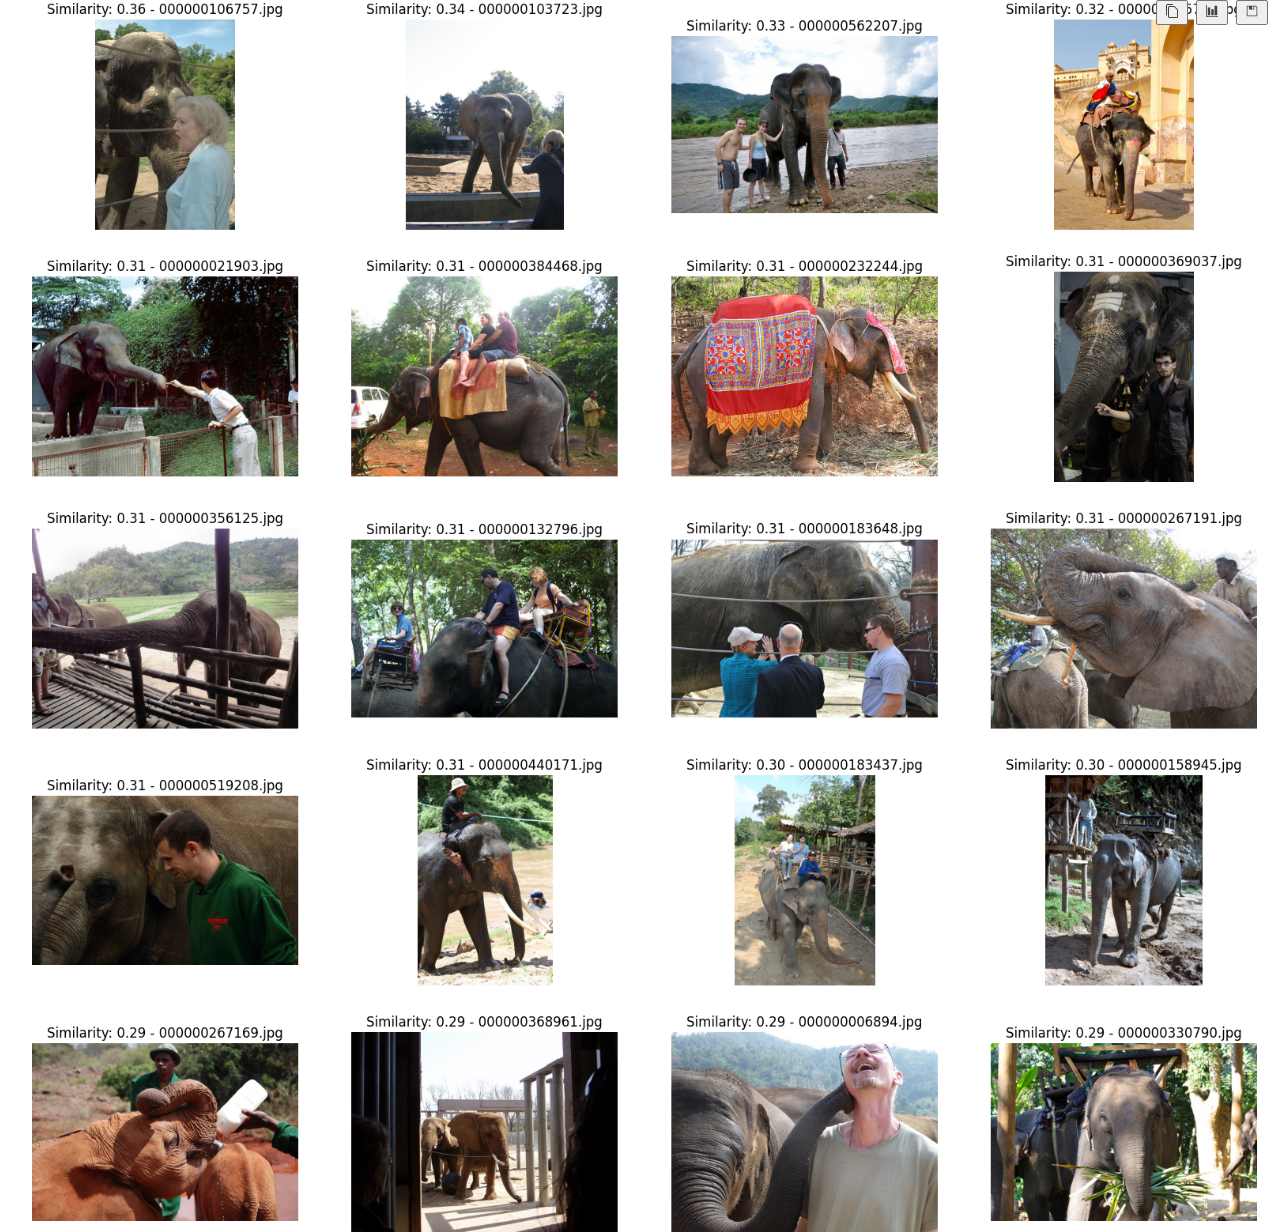 Similarity: 0.36 - 000000106757.jpg
Similarity: 0.34 - 000000103723.jpg
Similarity: 0.33 - 000000562207.jpg
Similarity: 0.32
Similarity: 0.31 - 000000021903.jpg
Similarity: 0.31 - 000000384468.jpg
Similarity: 0.31 - 000000232244.jpg
Similarity: 0.31 - 000000369037.jpg
Similarity: 0.31 - 000000356125.jpg
Similarity: 0.31 - 000000132796.jpg
Similarity: 0.31 - 000000183648.jpg
Similarity: 0.31 - 000000267191.jpg
Similarity: 0.31 - 000000519208.jpg
Similarity: 0.31 - 000000440171.jpg
Similarity: 0.30 - 000000183437.jpg
Similarity: 0.30 - 000000158945.jpg
Similarity: 0.29 - 000000267169.jpg
Similarity: 0.29 - 000000368961.jpg
Similarity: 0.29 - 000000006894.jpg
Similarity: 0.29 - 000000330790.jpg